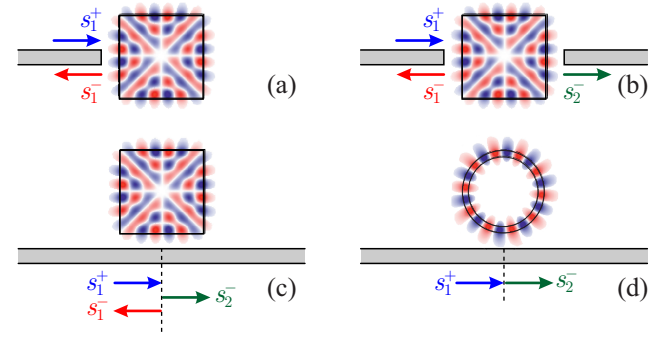 s₁⁺ s₁⁺
s₁⁻ (a) s₁⁻ s₂⁻ (b)
s₁⁺ s₂⁻ (c) s₁⁺ s₂⁻ (d)
s₁⁻